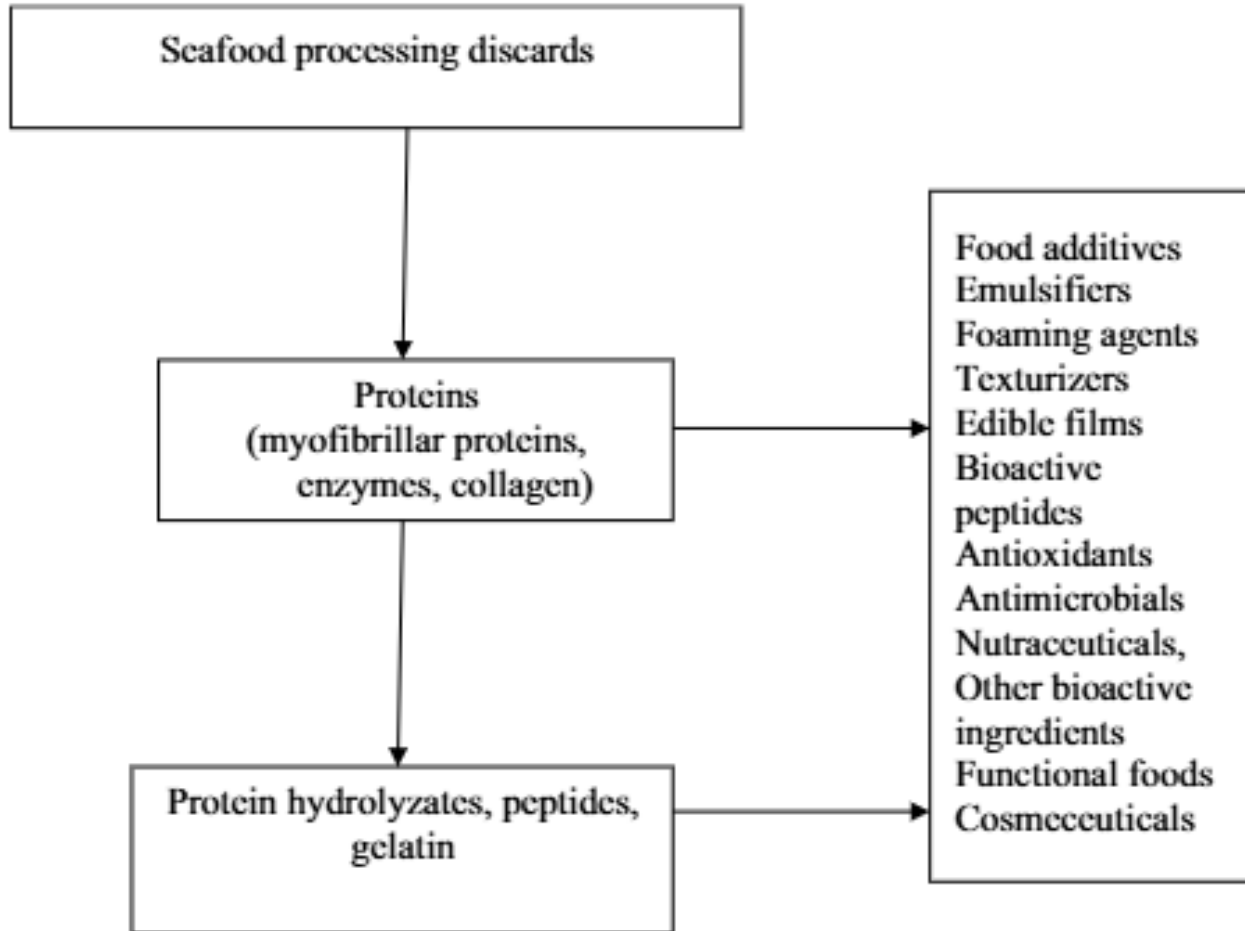 Seafood processing discards
Proteins
(myofibrillar proteins,
enzymes, collagen)
Protein hydrolyzates, peptides,
gelatin
Food additives
Emulsifiers
Foaming agents
Texturizers
Edible films
Bioactive
peptides
Antioxidants
Antimicrobials
Nutraceuticals,
Other bioactive
ingredients
Functional foods
Cosmeceuticals